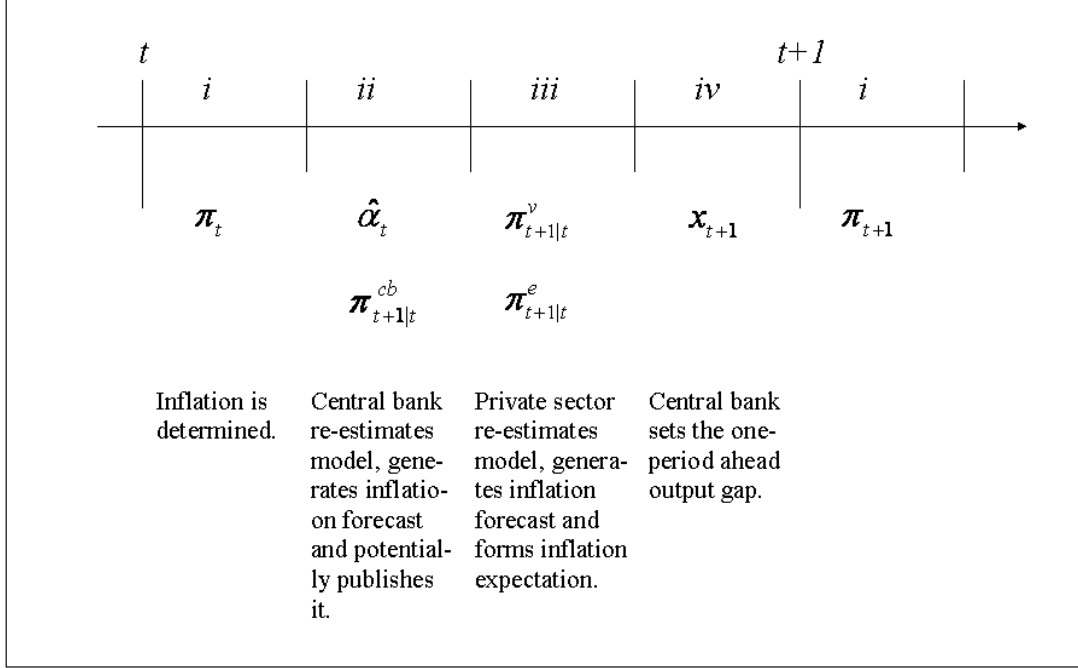 t t+1
i ii iii iv i
π_t α̂_t π^v_{t+1|t} x_{t+1} π_{t+1}
π^{cb}_{t+1|t} π^e_{t+1|t}
Inflation is
determined.
Central bank
re-estimates
model, gene-
rates inflatio-
on forecast
and potential-
ly publishes
it.
Private sector
re-estimates
model, genera-
tes inflation
forecast and
forms inflation
expectation.
Central bank
sets the one-
period ahead
output gap.